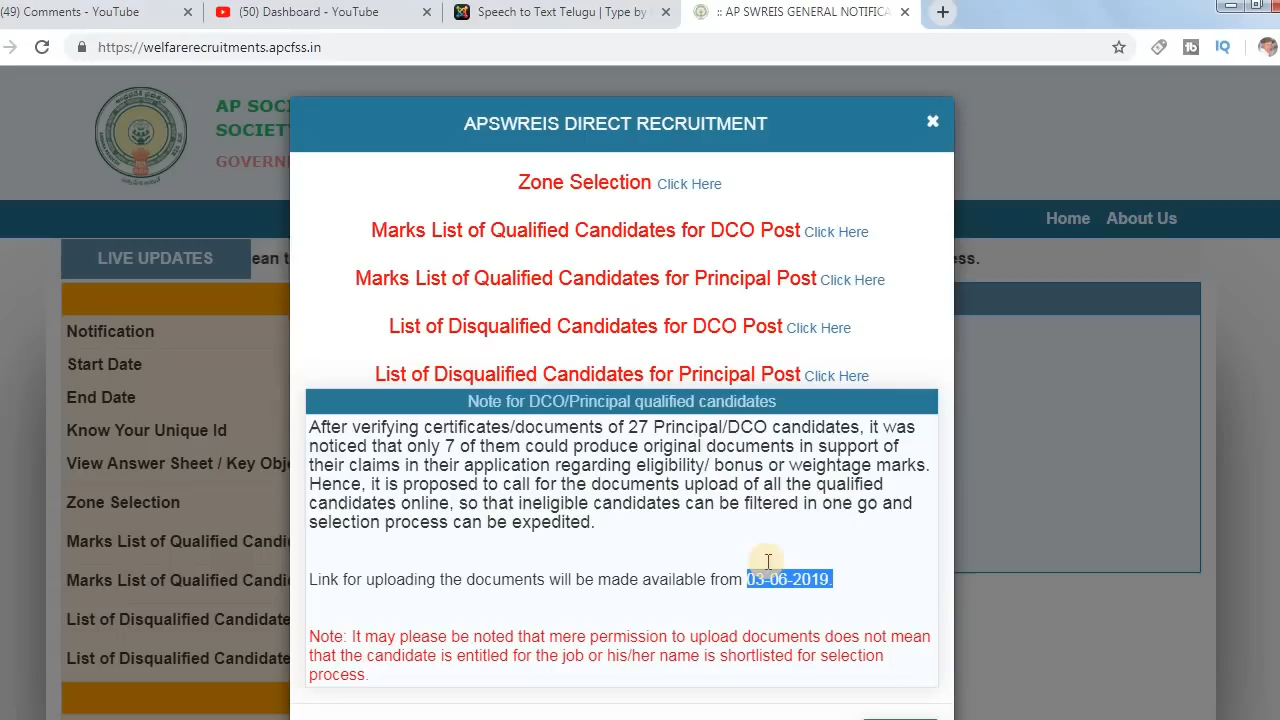 (49) Comments - YouTube
(50) Dashboard - YouTube
Speech to Text Telugu | Type by
:: AP SWREIS GENERAL NOTIFICA
https://welfarerecruitments.apcfss.in
AP SOC
SOCIETY
GOVERN
APSWREIS DIRECT RECRUITMENT
Zone Selection Click Here
Marks List of Qualified Candidates for DCO Post Click Here
Home About Us
LIVE UPDATES
ean t
ess.
Marks List of Qualified Candidates for Principal Post Click Here
Notification
List of Disqualified Candidates for DCO Post Click Here
Start Date
List of Disqualified Candidates for Principal Post Click Here
End Date
Know Your Unique Id
View Answer Sheet / Key Obj
Zone Selection
Marks List of Qualified Candi
Marks List of Qualified Candi
List of Disqualified Candidate
List of Disqualified Candidate
Note for DCO/Principal qualified candidates
After verifying certificates/documents of 27 Principal/DCO candidates, it was
noticed that only 7 of them could produce original documents in support of
their claims in their application regarding eligibility/ bonus or weightage marks.
Hence, it is proposed to call for the documents upload of all the qualified
candidates online, so that ineligible candidates can be filtered in one go and
selection process can be expedited.
Link for uploading the documents will be made available from 03-06-2019.
Note: It may please be noted that mere permission to upload documents does not mean
that the candidate is entitled for the job or his/her name is shortlisted for selection
process.